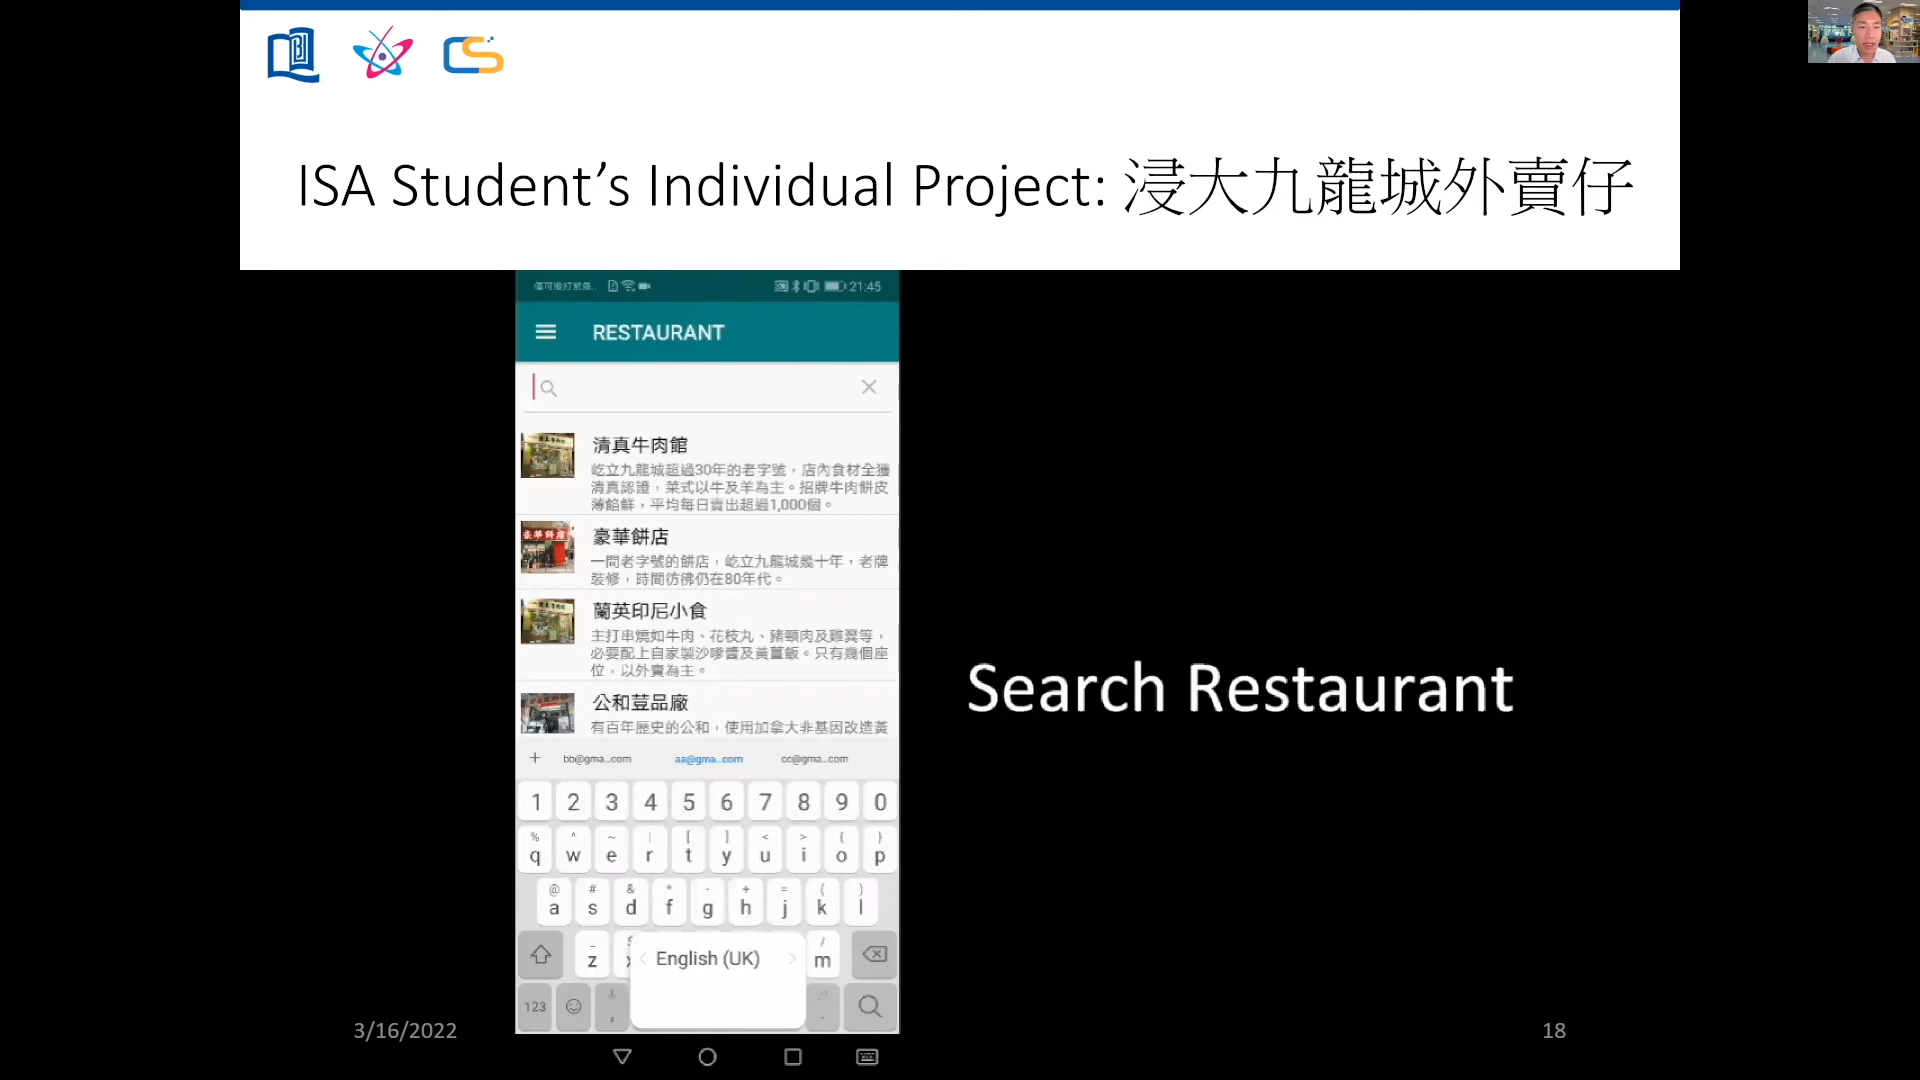 ISA Student’s Individual Project: 浸大九龍城外賣仔
21:45
RESTAURANT
清真牛肉館
屹立九龍城超過30年的老字號，店內食材全獲
清真認證，菜式以牛及羊為主。招牌牛肉餅皮
薄餡鮮，平均每日賣出超過1,000個。
豪華餅店
一間老字號的餅店，屹立九龍城幾十年，老牌
裝修，時間彷彿仍在80年代。
蘭英印尼小食
主打串燒如牛肉、花枝丸、豬頸肉及雞翼等，
必要配上自家製沙嗲醬及黃薑飯。只有幾個座
位，以外賣為主。
公和荳品廠
有百年歷史的公和，使用加拿大非基因改造黃
+ bb@gma...com aa@gma...com cc@gma...com
1 2 3 4 5 6 7 8 9 0
% ^ ~ | [ ] < > { }
q w e r t y u i o p
@ # & * - + = ( )
a s d f g h j k l
z English (UK) m
123 ,
Search Restaurant
3/16/2022
18